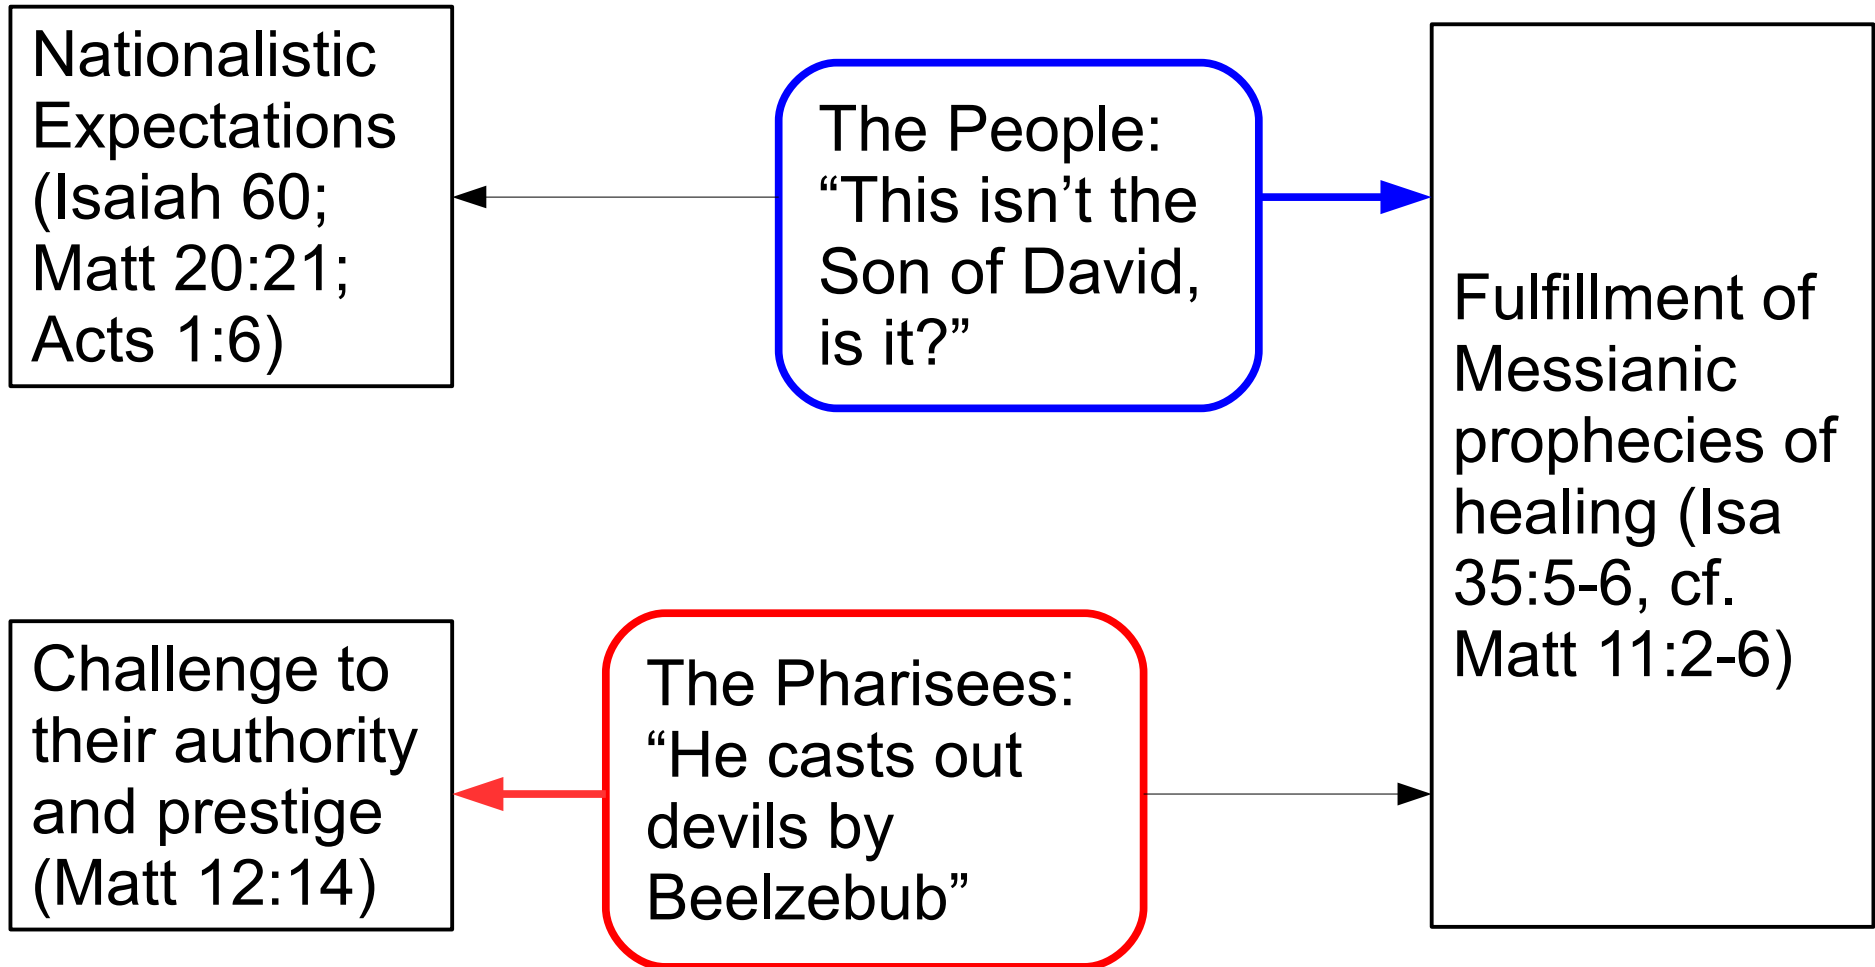 Nationalistic
Expectations
(Isaiah 60;
Matt 20:21;
Acts 1:6)
The People:
“This isn’t the
Son of David,
is it?”
Fulfillment of
Messianic
prophecies of
healing (Isa
35:5-6, cf.
Matt 11:2-6)
Challenge to
their authority
and prestige
(Matt 12:14)
The Pharisees:
“He casts out
devils by
Beelzebub”